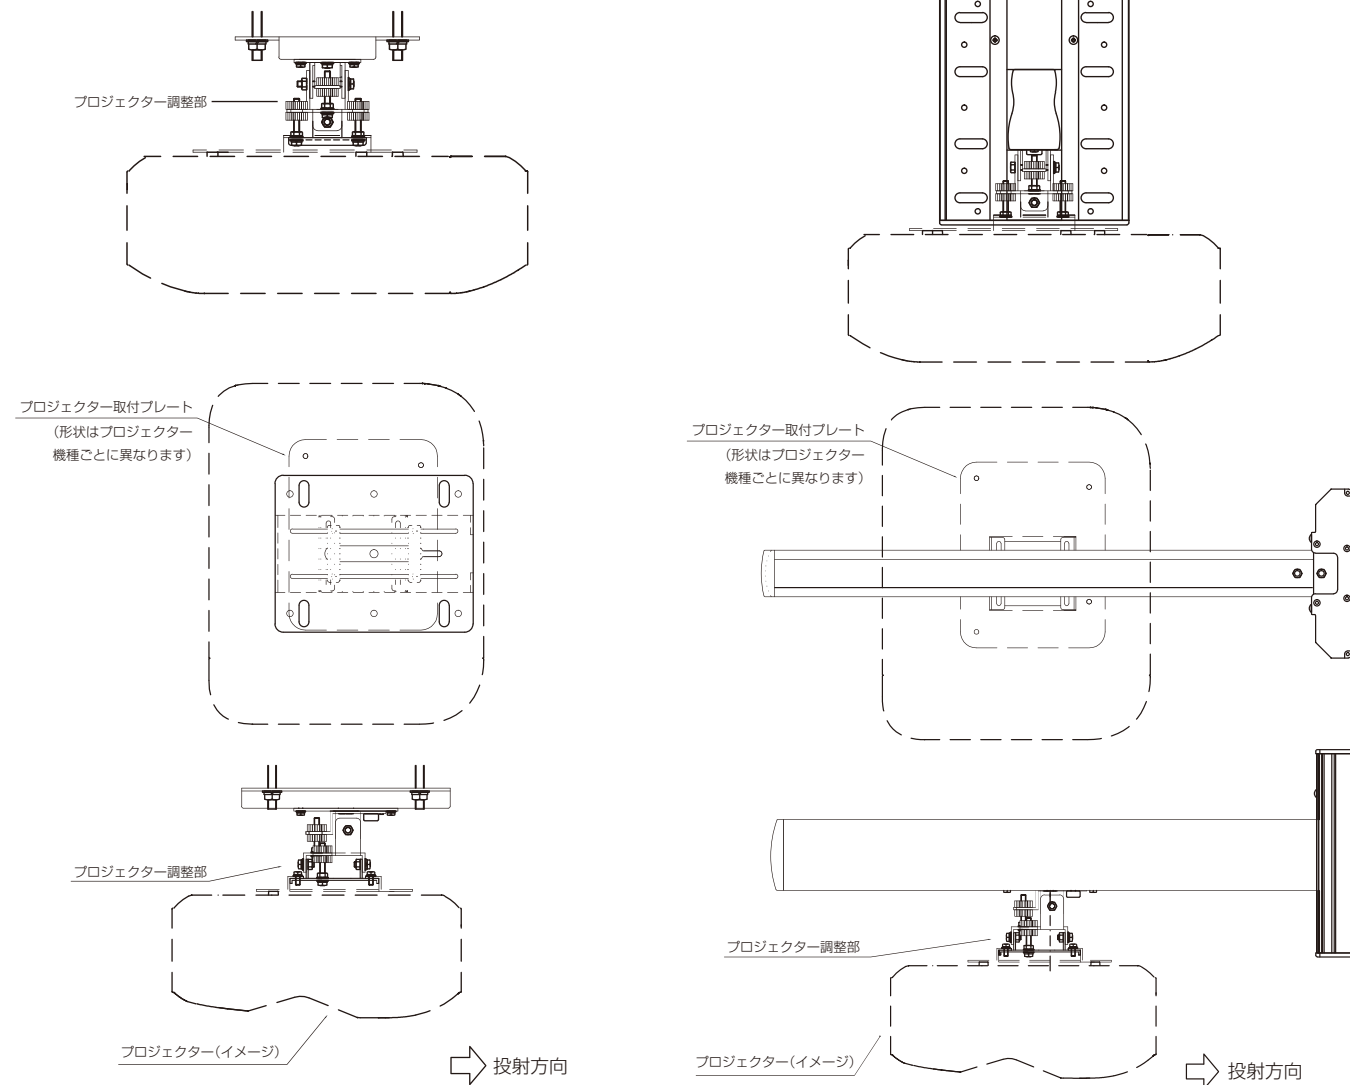 プロジェクター調整部
プロジェクター取付プレート
（形状はプロジェクター
機種ごとに異なります）
プロジェクター調整部
プロジェクター（イメージ）
投射方向
プロジェクター取付プレート
（形状はプロジェクター
機種ごとに異なります）
プロジェクター調整部
プロジェクター（イメージ）
投射方向